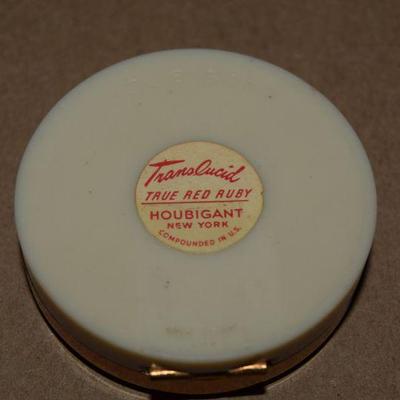 Translucid
TRUE RED RUBY
HOUBIGANT
NEW YORK
COMPOUNDED IN U.S.